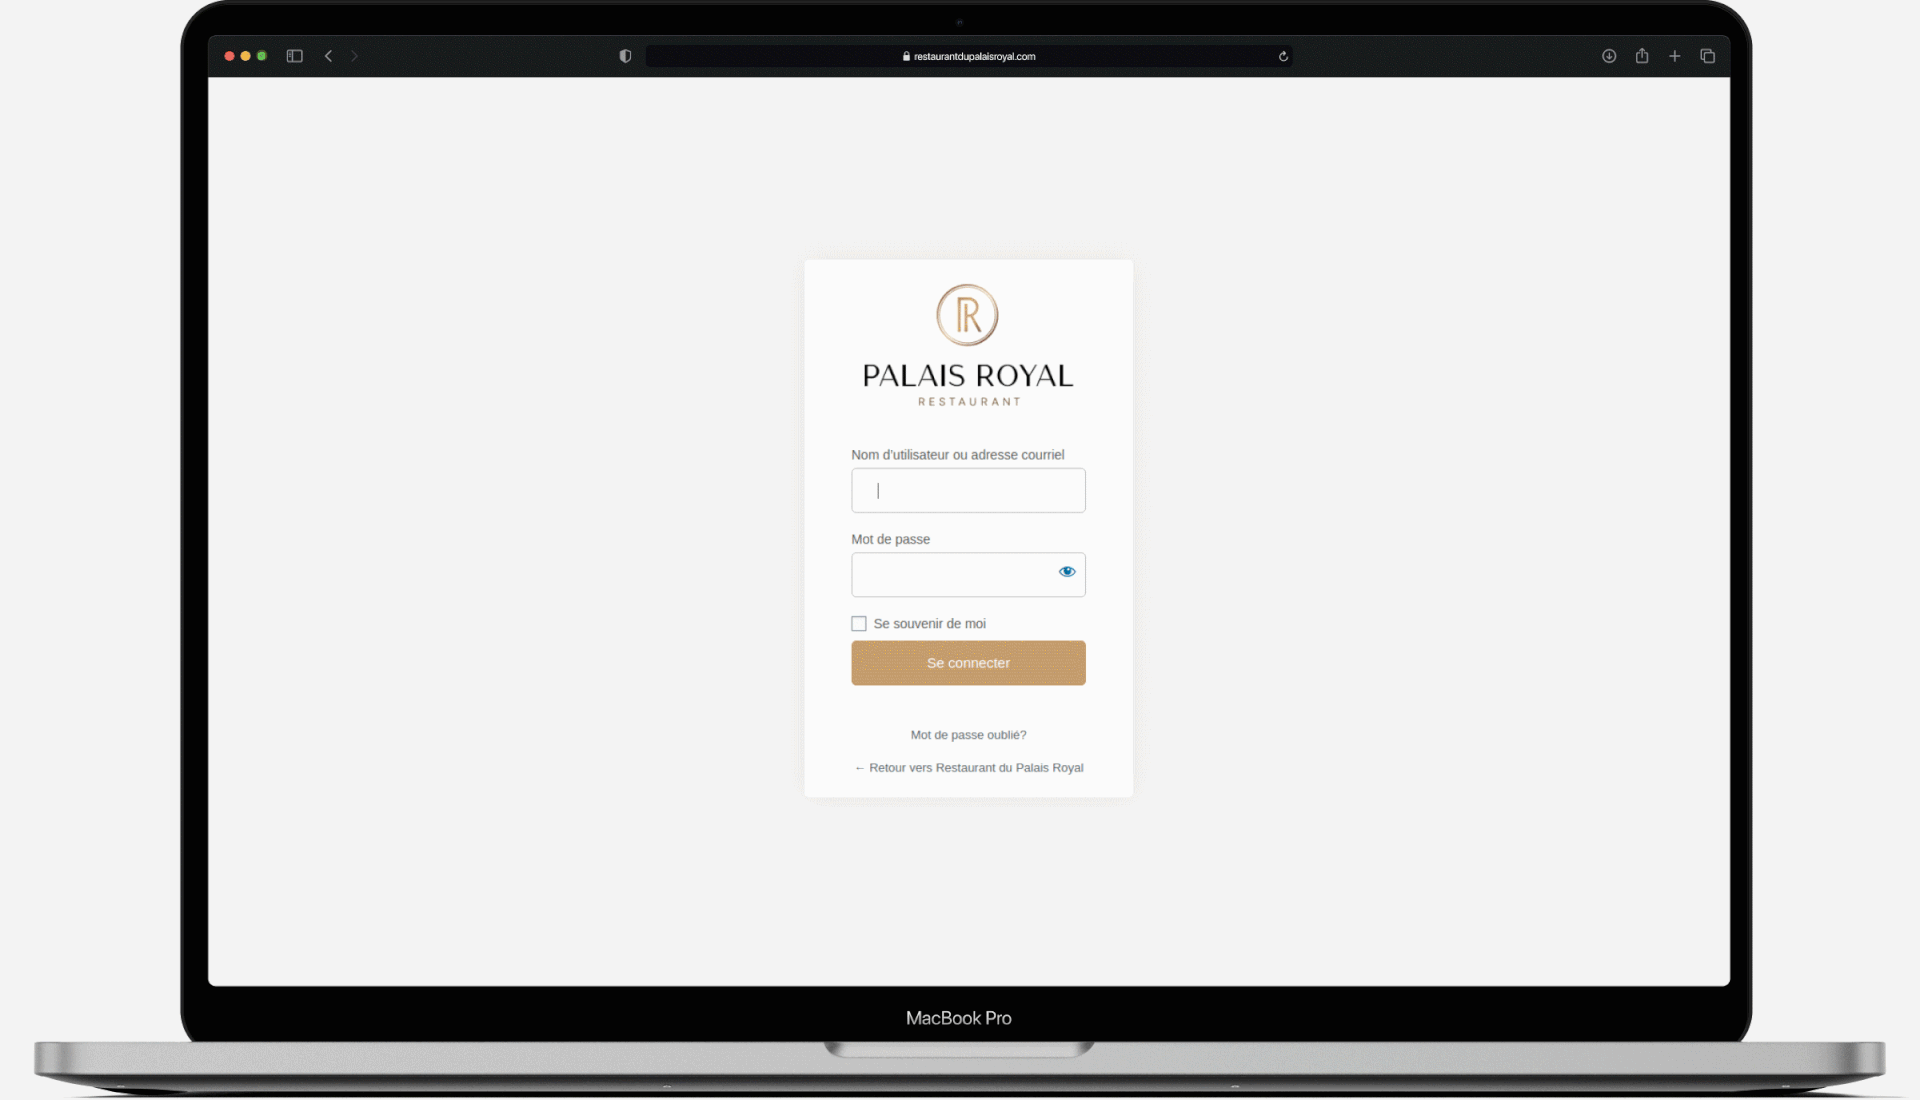 restaurantdupalaisroyal.com
PR
PALAIS ROYAL
RESTAURANT
Nom d'utilisateur ou adresse courriel
Mot de passe
Se souvenir de moi
Se connecter
Mot de passe oublié?
← Retour vers Restaurant du Palais Royal
MacBook Pro